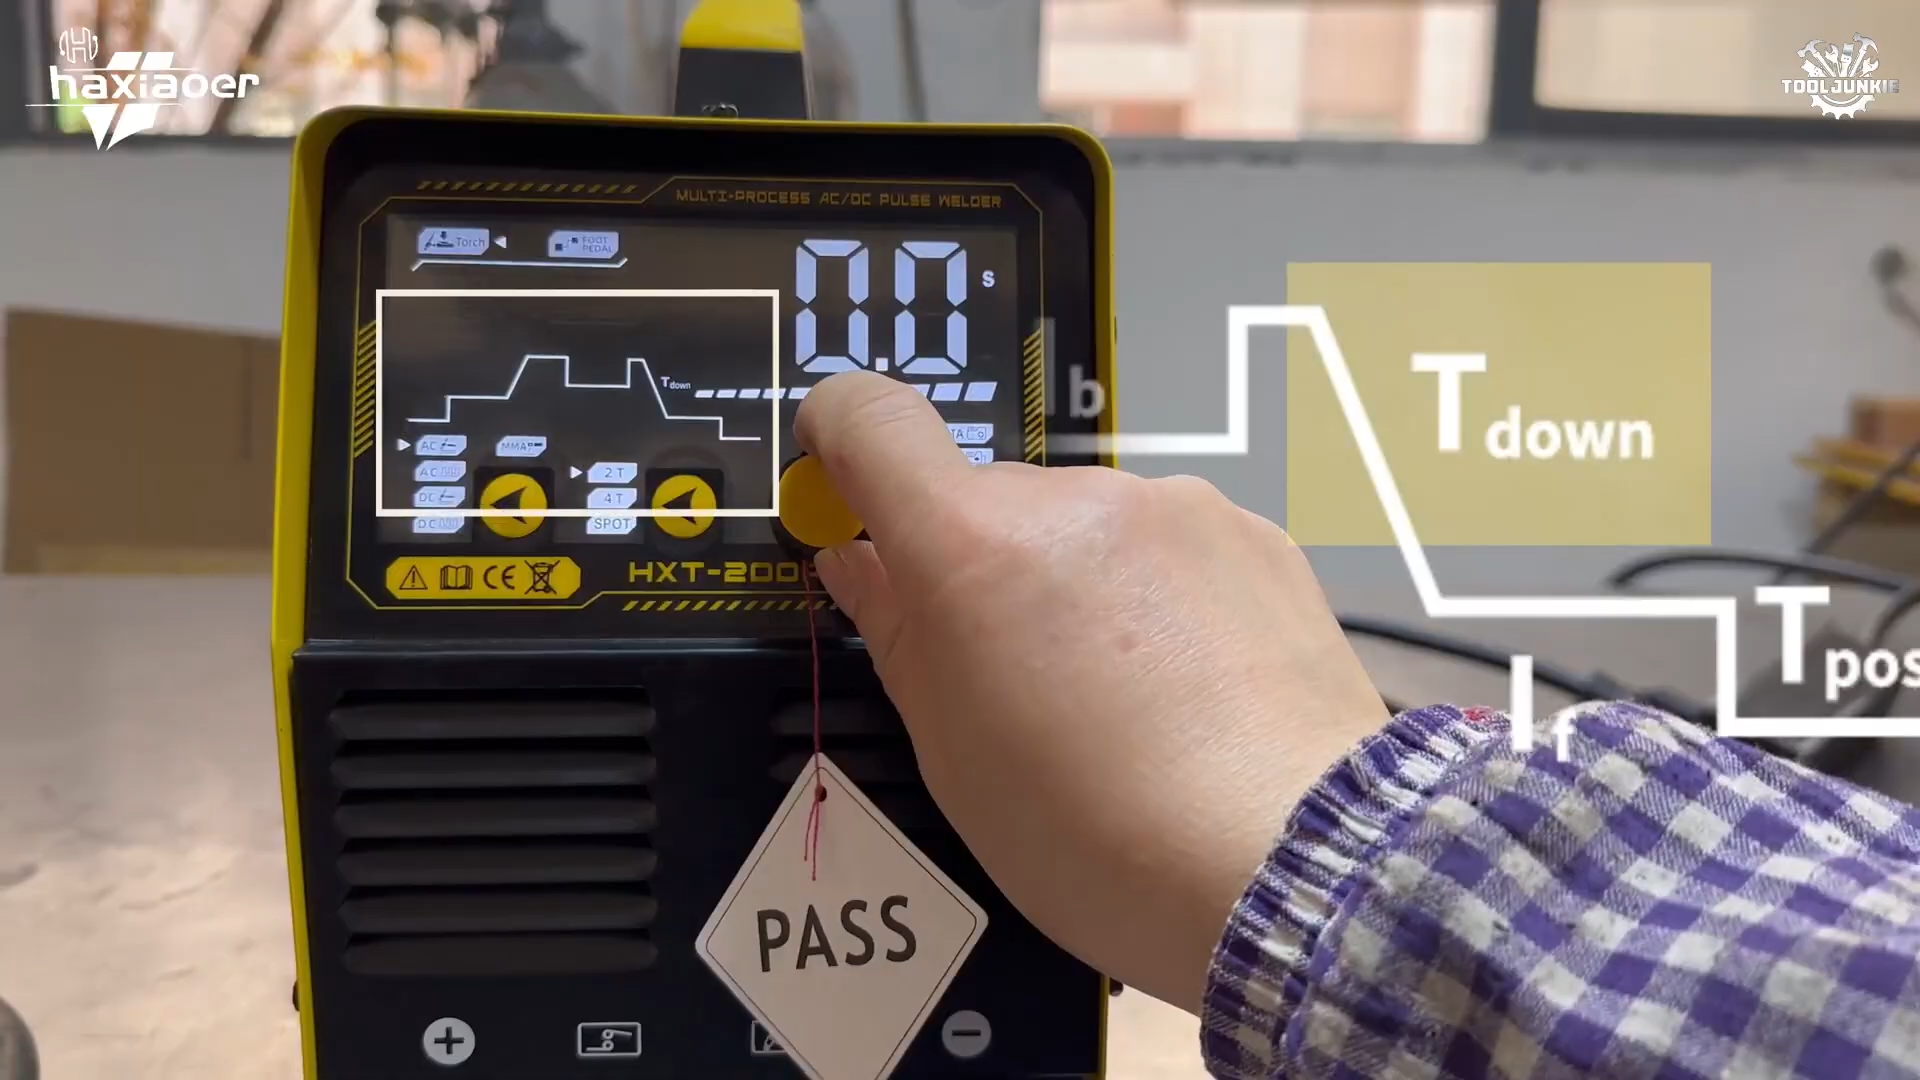 haxiaoer
TOOL JUNKIE
MULTI-PROCESS AC/DC PULSE WELDER
Torch
FOOT
PEDAL
0.0 s
Tdown
AC
MMA
AC
2T
DC
4T
DC
SPOT
CE
HXT-200
PASS
b
Tdown
If
Tpos